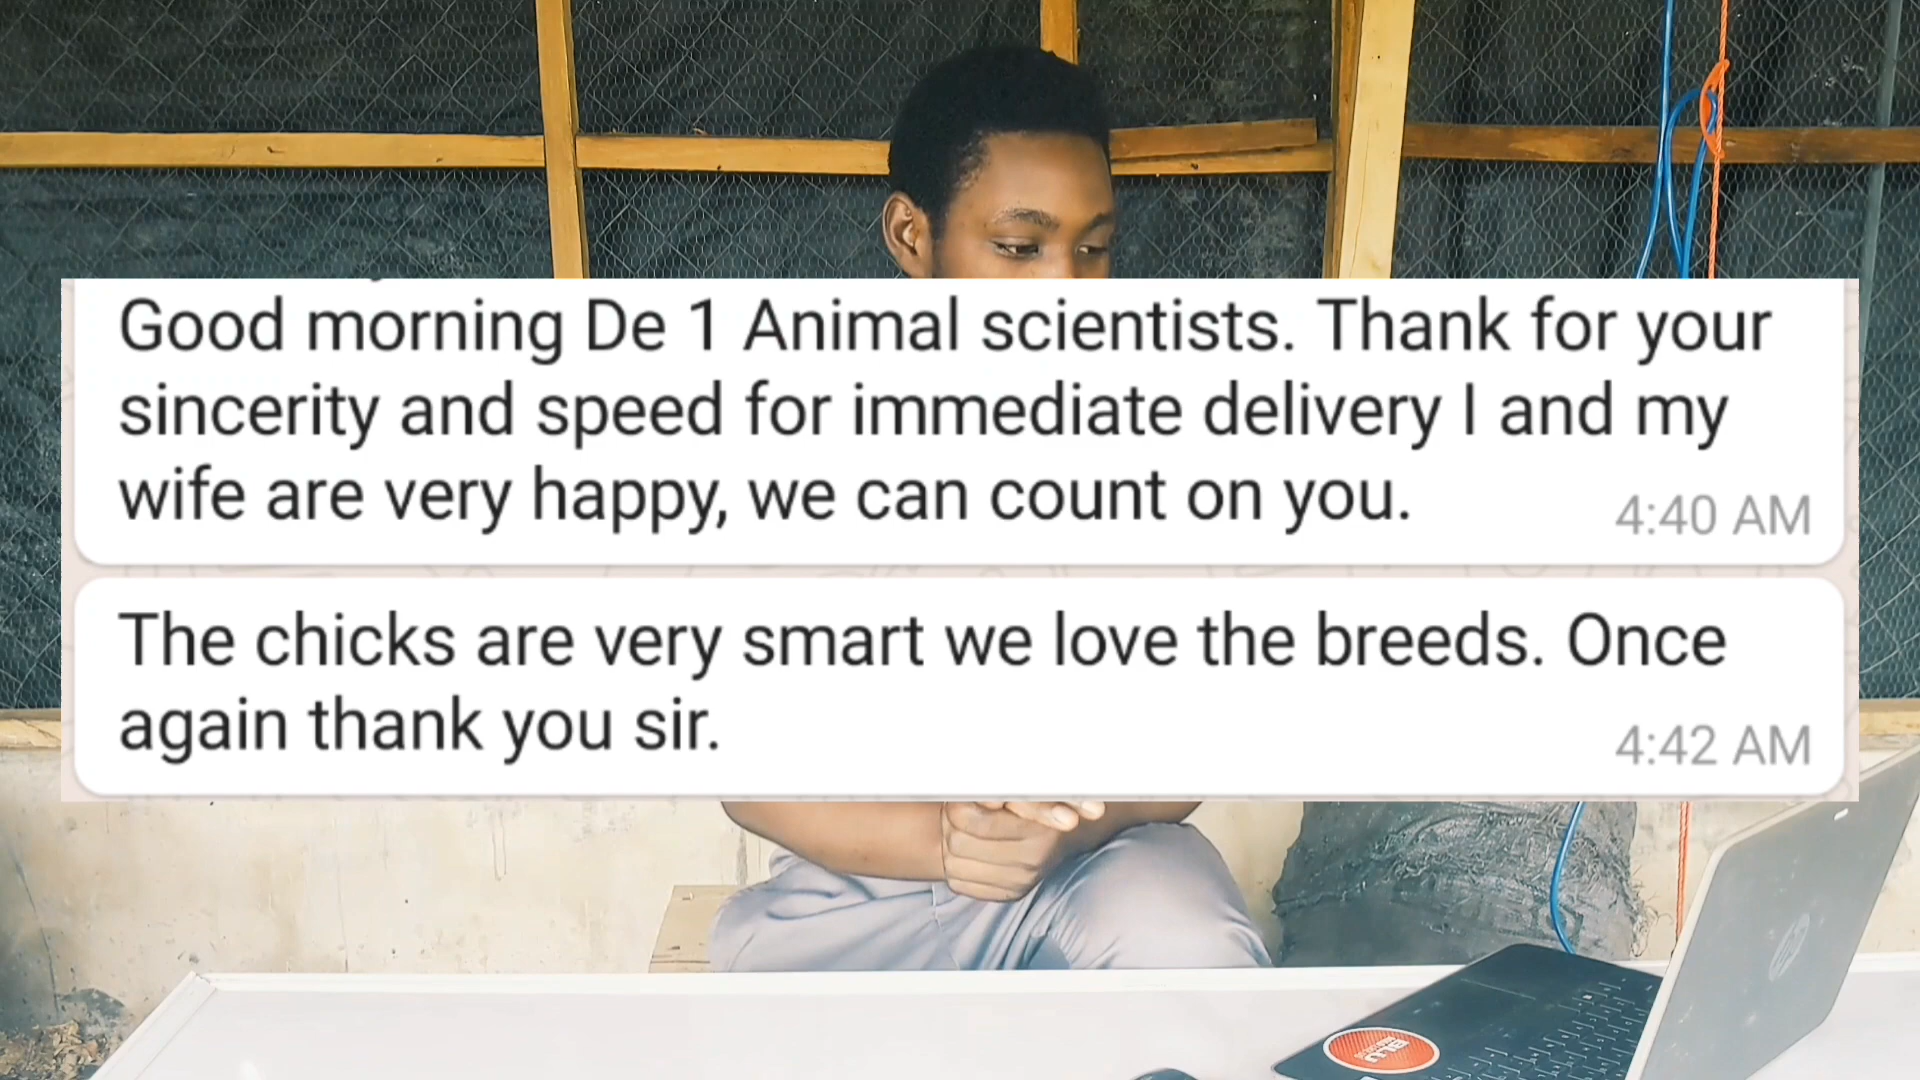 Good morning De 1 Animal scientists. Thank for your
sincerity and speed for immediate delivery I and my
wife are very happy, we can count on you.
4:40 AM
The chicks are very smart we love the breeds. Once
again thank you sir.
4:42 AM
hp
BLU